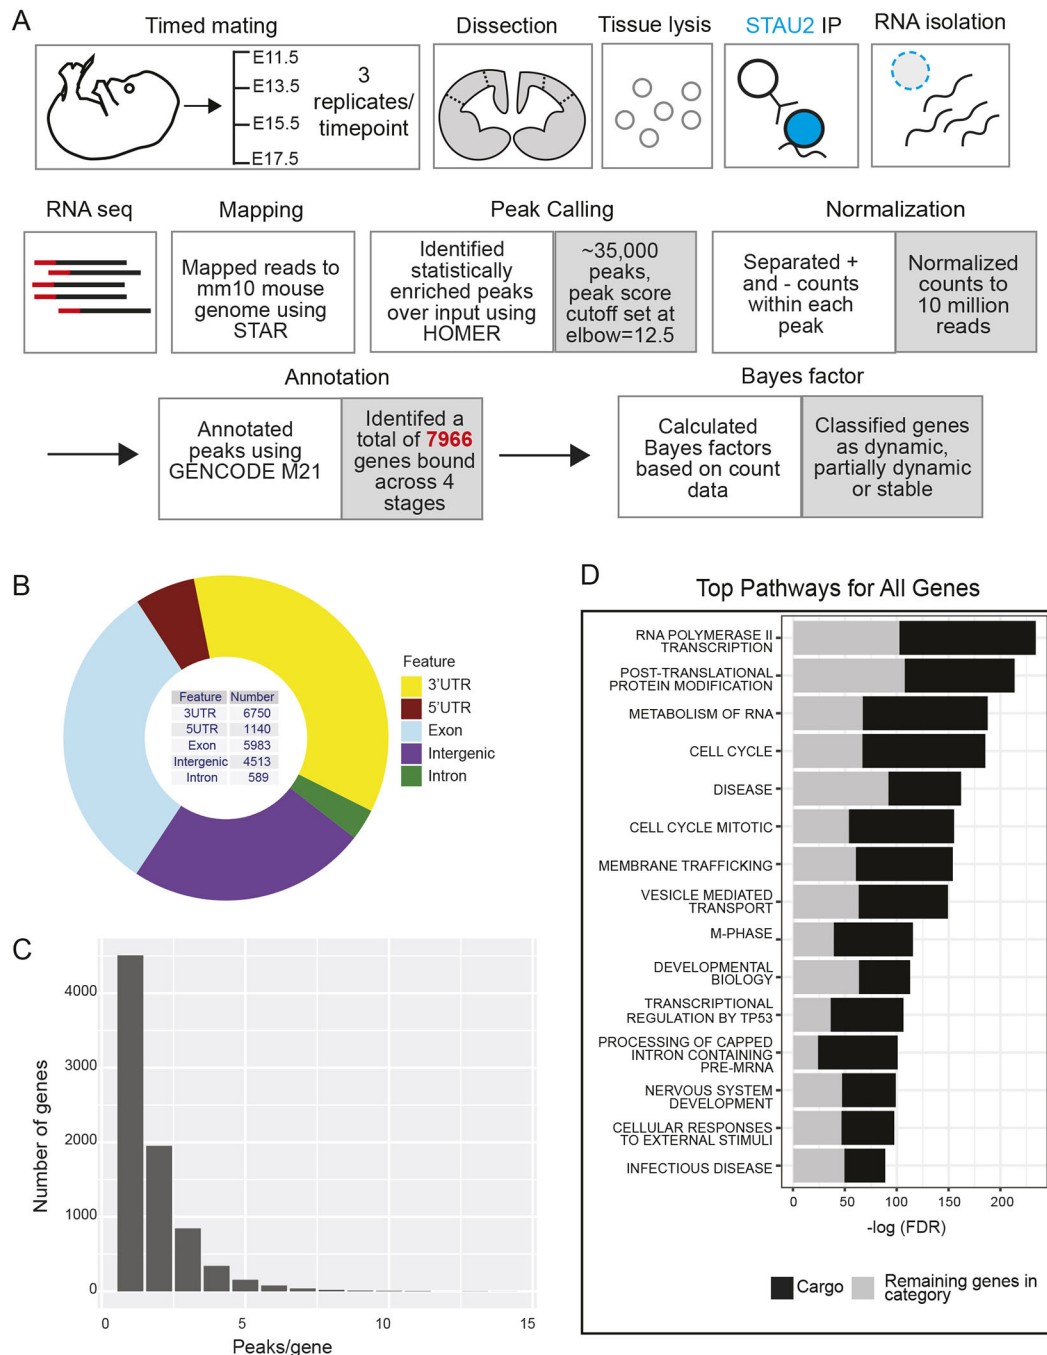 A
Timed mating
Dissection
Tissue lysis
STAU2 IP
RNA isolation
E11.5
E13.5
E15.5
E17.5
3
replicates/
timepoint
RNA seq
Mapping
Peak Calling
Normalization
Mapped reads to
mm10 mouse
genome using
STAR
Identified
statistically
enriched peaks
over input using
HOMER
~35,000
peaks,
peak score
cutoff set at
elbow=12.5
Separated +
and - counts
within each
peak
Normalized
counts to
10 million
reads
Annotation
Bayes factor
Annotated
peaks using
GENCODE M21
Identifed a
total of 7966
genes bound
across 4
stages
Calculated
Bayes factors
based on count
data
Classified genes
as dynamic,
partially dynamic
or stable
B
Feature Number
3UTR 6750
5UTR 1140
Exon 5983
Intergenic 4513
Intron 589
Feature
3'UTR
5'UTR
Exon
Intergenic
Intron
C
Number of genes
4000
3000
2000
1000
0
0 5 10 15
Peaks/gene
D
Top Pathways for All Genes
RNA POLYMERASE II
TRANSCRIPTION
POST-TRANSLATIONAL
PROTEIN MODIFICATION
METABOLISM OF RNA
CELL CYCLE
DISEASE
CELL CYCLE MITOTIC
MEMBRANE TRAFFICKING
VESICLE MEDIATED
TRANSPORT
M-PHASE
DEVELOPMENTAL
BIOLOGY
TRANSCRIPTIONAL
REGULATION BY TP53
PROCESSING OF CAPPED
INTRON CONTAINING
PRE-MRNA
NERVOUS SYSTEM
DEVELOPMENT
CELLULAR RESPONSES
TO EXTERNAL STIMULI
INFECTIOUS DISEASE
0 50 100 150 200
-log (FDR)
Cargo
Remaining genes in
category